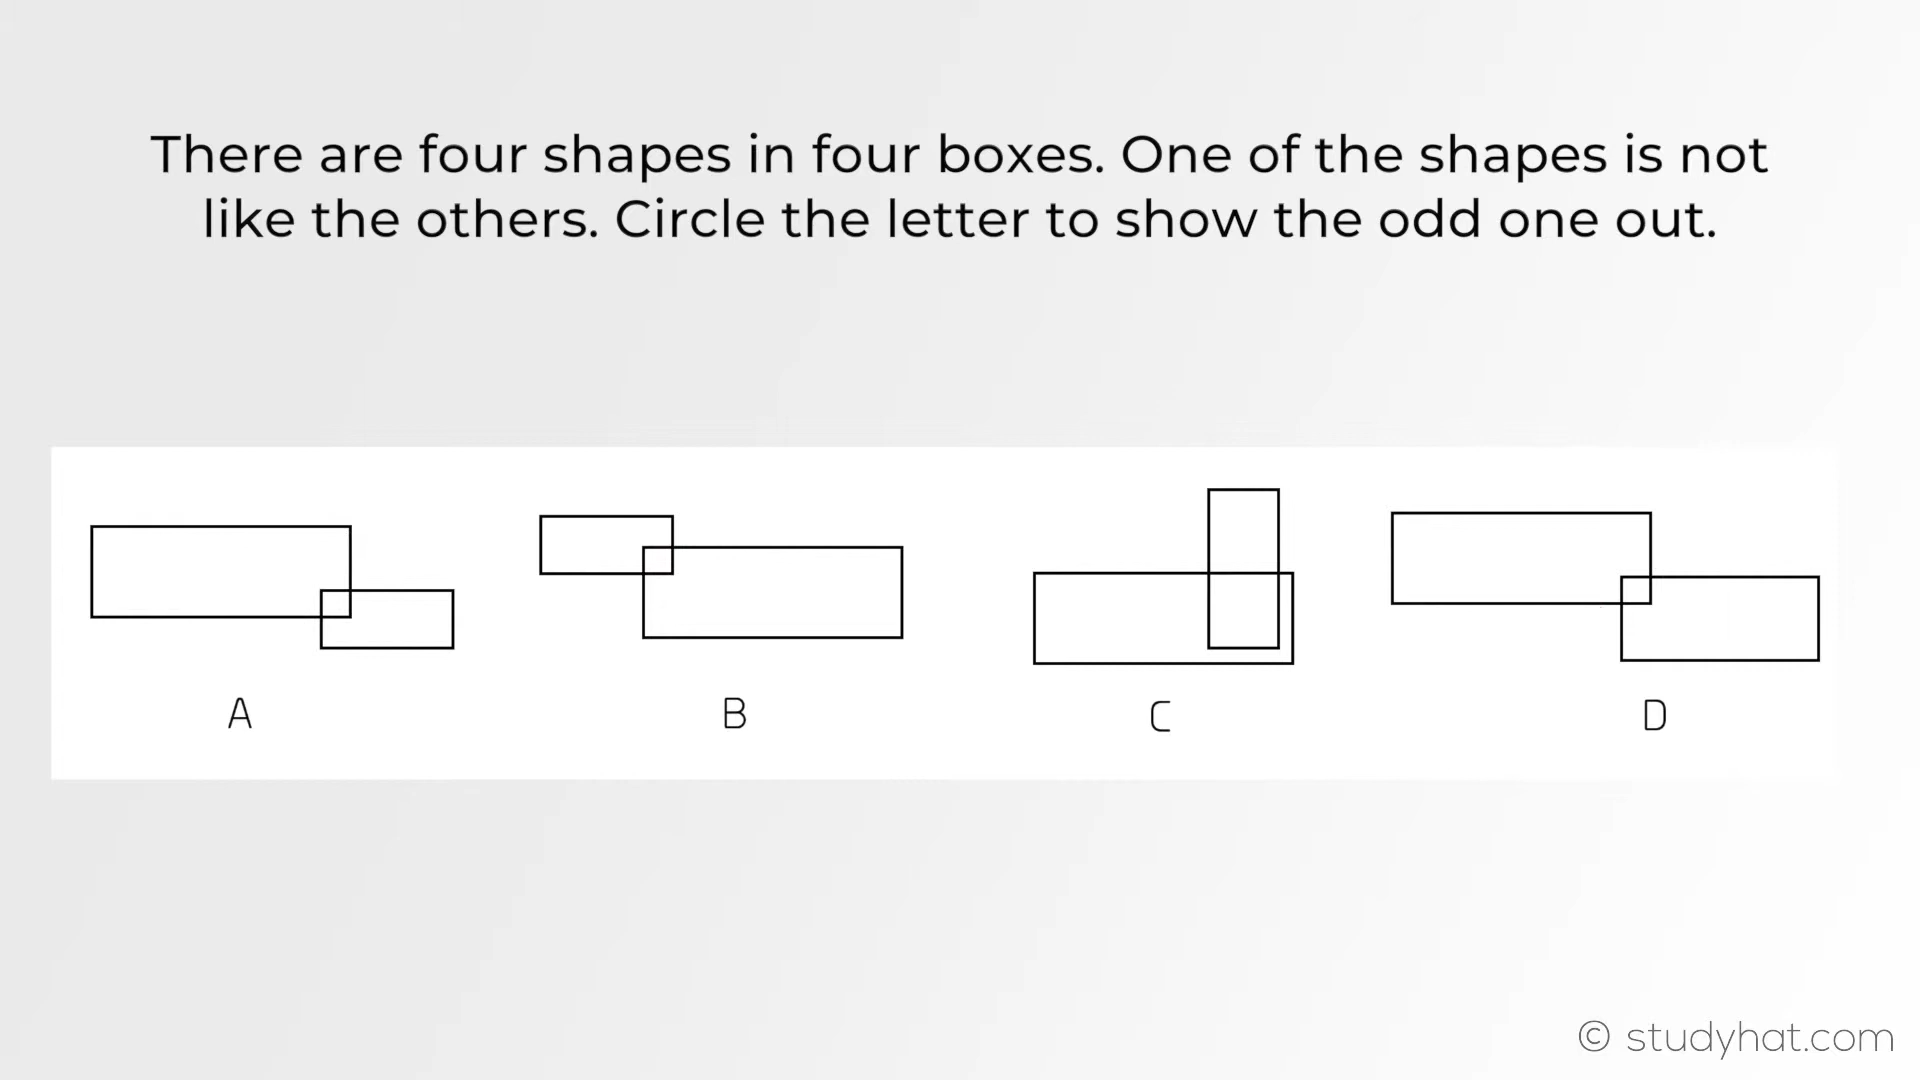 There are four shapes in four boxes. One of the shapes is not
like the others. Circle the letter to show the odd one out.
A B C D
© studyhat.com